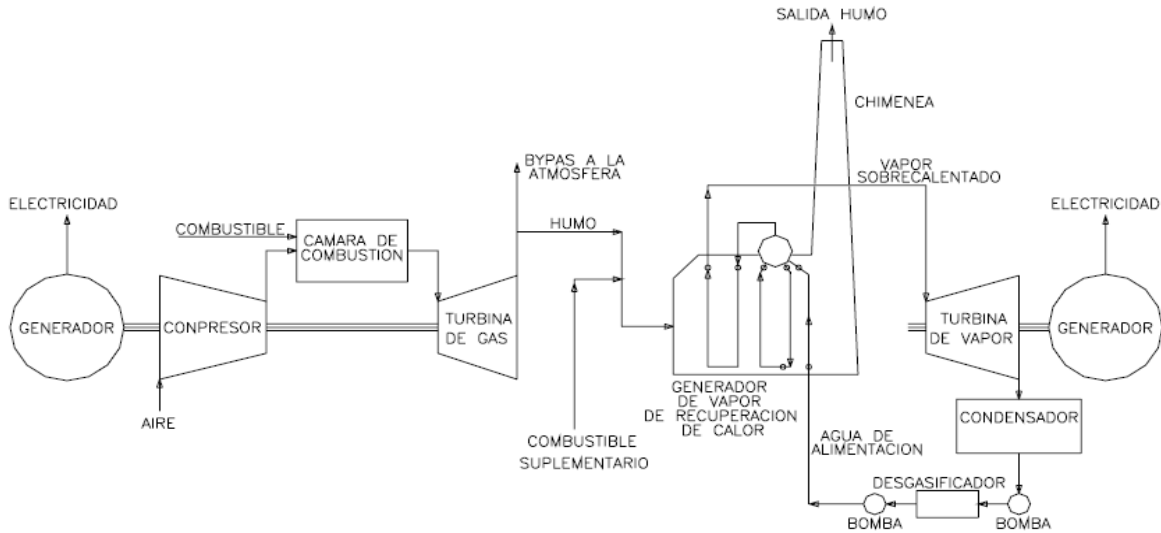 SALIDA HUMO
CHIMENEA
BYPAS A LA
ATMOSFERA
VAPOR
SOBRECALENTADO
ELECTRICIDAD
ELECTRICIDAD
COMBUSTIBLE
CAMARA DE
COMBUSTION
HUMO
GENERADOR
CONPRESOR
TURBINA
DE GAS
TURBINA
DE VAPOR
GENERADOR
AIRE
COMBUSTIBLE
SUPLEMENTARIO
GENERADOR
DE VAPOR
DE RECUPERACION
DE CALOR
AGUA DE
ALIMENTACION
CONDENSADOR
DESGASIFICADOR
BOMBA
BOMBA